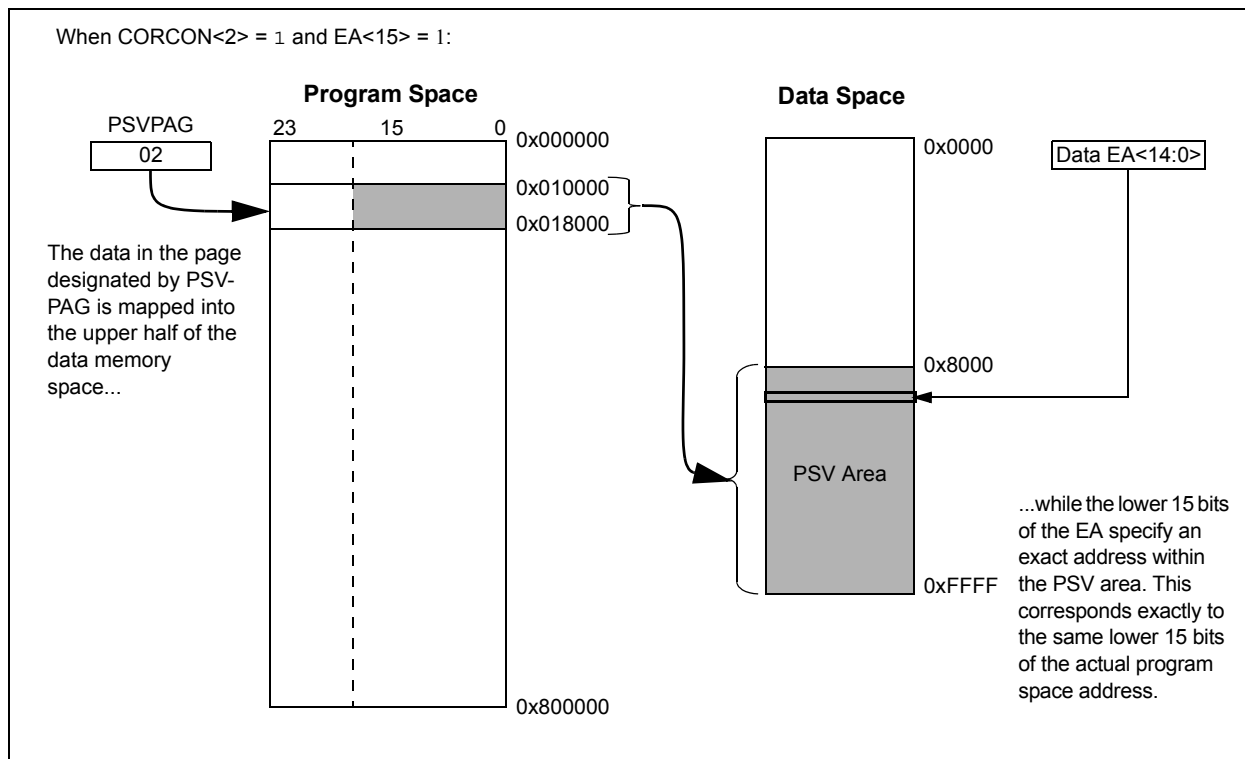 When CORCON<2> = 1 and EA<15> = 1:
Program Space
Data Space
PSVPAG
02
23 15 0
0x000000
0x010000
0x018000
0x800000
The data in the page
designated by PSV-
PAG is mapped into
the upper half of the
data memory
space...
0x0000
Data EA<14:0>
0x8000
PSV Area
0xFFFF
...while the lower 15 bits
of the EA specify an
exact address within
the PSV area. This
corresponds exactly to
the same lower 15 bits
of the actual program
space address.